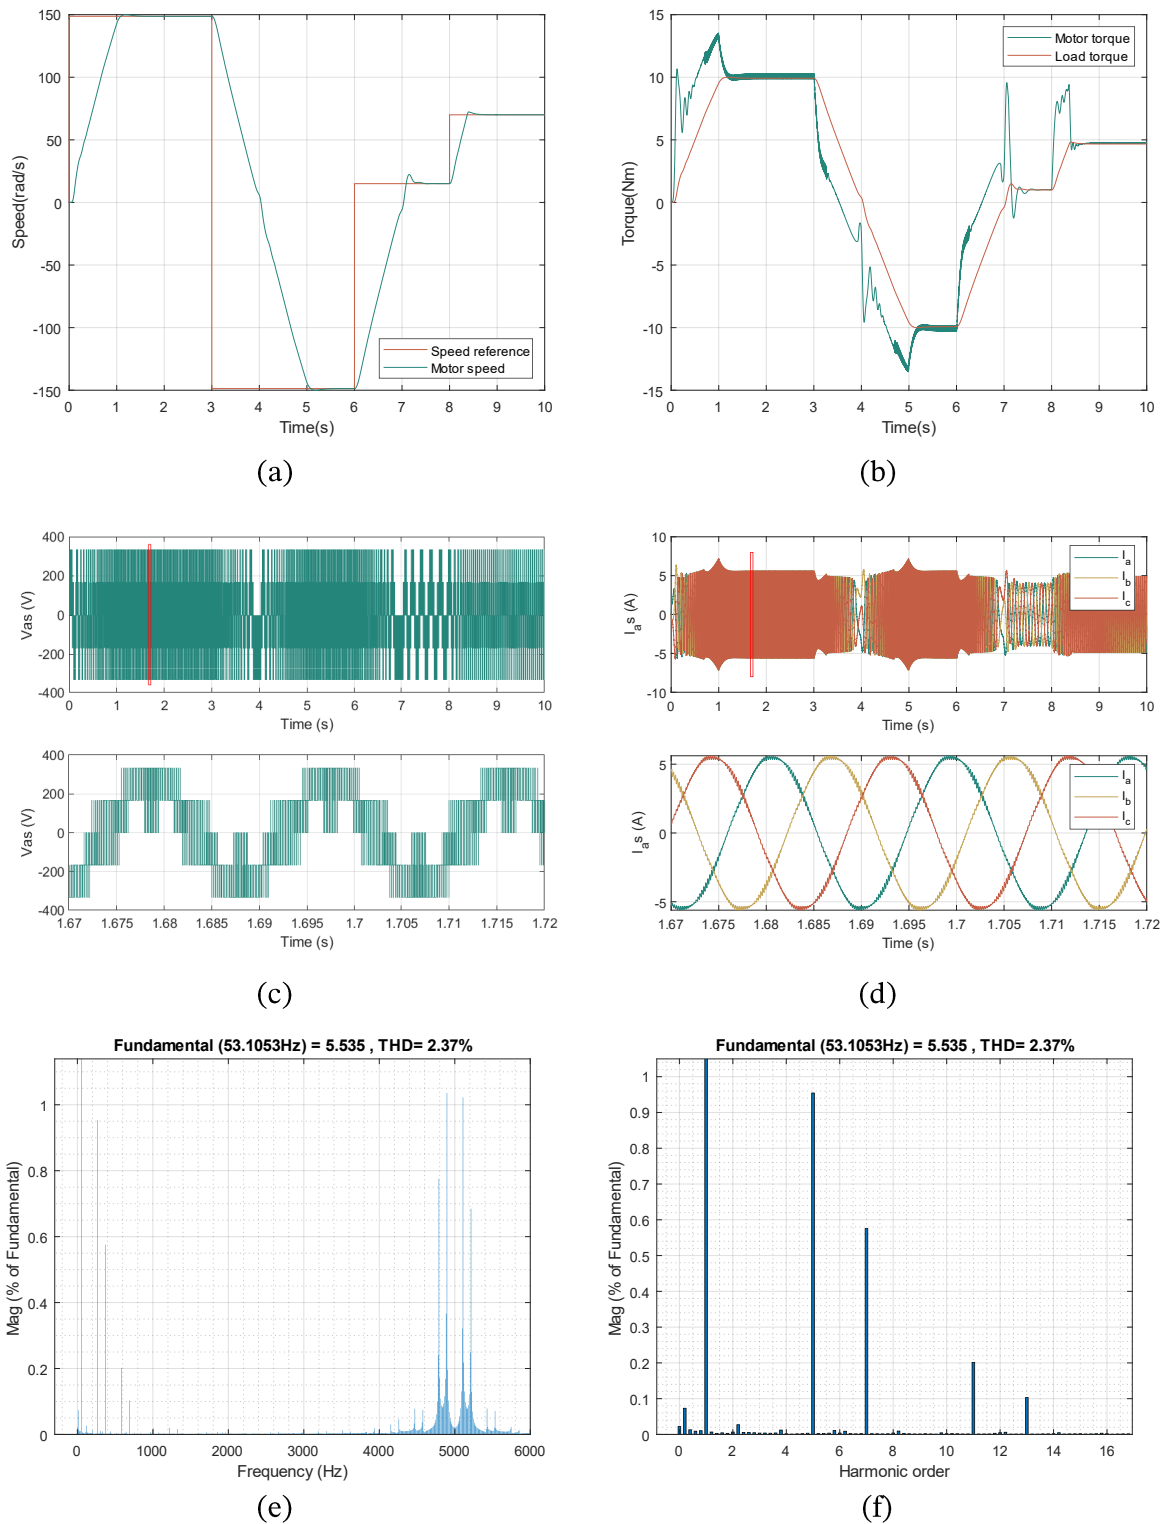 150
100
50
0
-50
-100
-150
Speed(rad/s)
Speed reference
Motor speed
0 1 2 3 4 5 6 7 8 9 10
Time(s)
(a)
15
10
5
0
-5
-10
-15
Torque(Nm)
Motor torque
Load torque
0 1 2 3 4 5 6 7 8 9 10
Time(s)
(b)
400
200
0
-200
-400
Vas (V)
0 1 2 3 4 5 6 7 8 9 10
Time (s)
400
200
0
-200
-400
Vas (V)
1.67 1.675 1.68 1.685 1.69 1.695 1.7 1.705 1.71 1.715 1.72
Time (s)
(c)
10
5
0
-5
-10
I_a s (A)
I_a
I_b
I_c
0 1 2 3 4 5 6 7 8 9 10
Time (s)
5
0
-5
I_a s (A)
I_a
I_b
I_c
1.67 1.675 1.68 1.685 1.69 1.695 1.7 1.705 1.71 1.715 1.72
Time (s)
(d)
Fundamental (53.1053Hz) = 5.535 , THD= 2.37%
1
0.8
0.6
0.4
0.2
0
Mag (% of Fundamental)
0 1000 2000 3000 4000 5000 6000
Frequency (Hz)
(e)
Fundamental (53.1053Hz) = 5.535 , THD= 2.37%
1
0.9
0.8
0.7
0.6
0.5
0.4
0.3
0.2
0.1
0
Mag (% of Fundamental)
0 2 4 6 8 10 12 14 16
Harmonic order
(f)